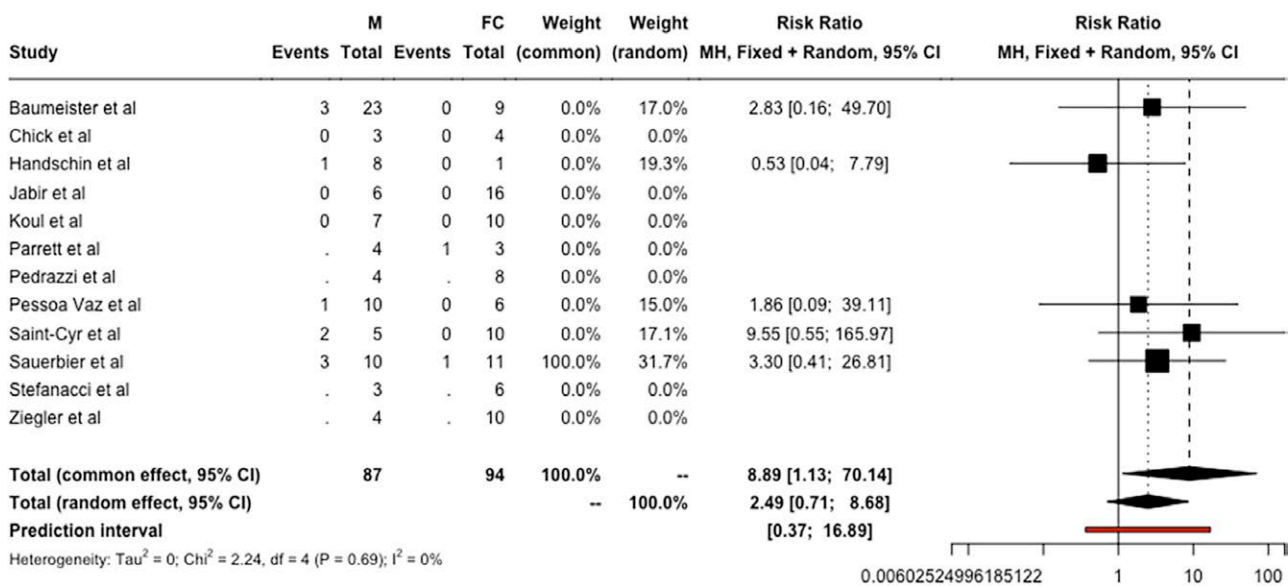 M FC Weight Weight Risk Ratio Risk Ratio
Study Events Total Events Total (common) (random) MH, Fixed + Random, 95% CI MH, Fixed + Random, 95% CI
Baumeister et al 3 23 0 9 0.0% 17.0% 2.83 [0.16; 49.70]
Chick et al 0 3 0 4 0.0% 0.0%
Handschin et al 1 8 0 1 0.0% 19.3% 0.53 [0.04; 7.79]
Jabir et al 0 6 0 16 0.0% 0.0%
Koul et al 0 7 0 10 0.0% 0.0%
Parrett et al . 4 1 3 0.0% 0.0%
Pedrazzi et al . 4 . 8 0.0% 0.0%
Pessoa Vaz et al 1 10 0 6 0.0% 15.0% 1.86 [0.09; 39.11]
Saint-Cyr et al 2 5 0 10 0.0% 17.1% 9.55 [0.55; 165.97]
Sauerbier et al 3 10 1 11 100.0% 31.7% 3.30 [0.41; 26.81]
Stefanacci et al . 3 . 6 0.0% 0.0%
Ziegler et al . 4 . 10 0.0% 0.0%
Total (common effect, 95% CI) 87 94 100.0% -- 8.89 [1.13; 70.14]
Total (random effect, 95% CI) -- 100.0% 2.49 [0.71; 8.68]
Prediction interval [0.37; 16.89]
Heterogeneity: Tau² = 0; Chi² = 2.24, df = 4 (P = 0.69); I² = 0%
0.00602524996185122 1 10 100